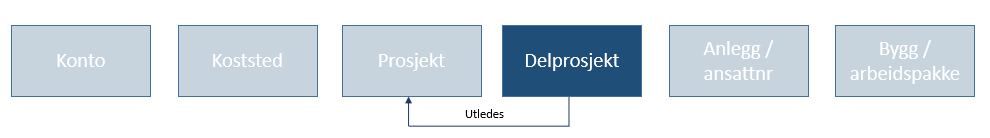 Konto
Koststed
Prosjekt
Delprosjekt
Anlegg /
ansattnr
Bygg /
arbeidspakke
Utledes